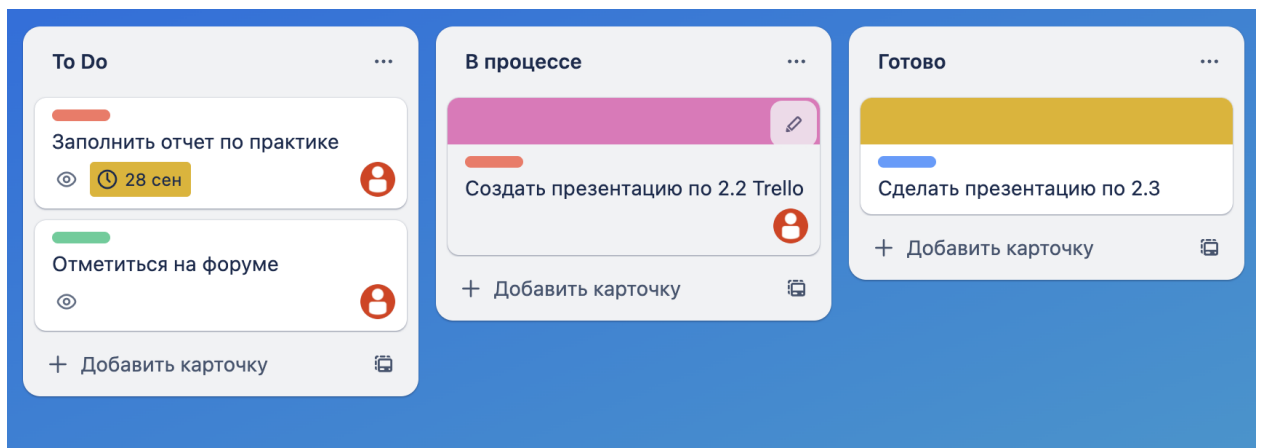 To Do
Заполнить отчет по практике
28 сен
Отметиться на форуме
+ Добавить карточку
В процессе
Создать презентацию по 2.2 Trello
+ Добавить карточку
Готово
Сделать презентацию по 2.3
+ Добавить карточку